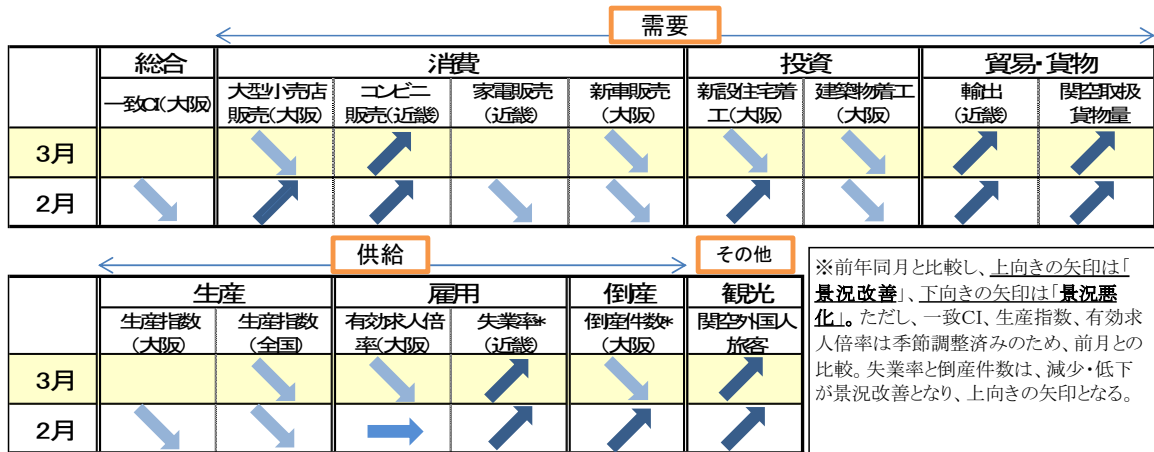 需要
総合 消費 投資 貿易・貨物
一致CI(大阪) 大型小売店 コンビニ 家電販売 新車販売 新設住宅着 建築物着工 輸出 関空取扱
販売(大阪) 販売(近畿) (近畿) (大阪) 工(大阪) (大阪) (近畿) 貨物量
3月
2月
供給 その他
生産 雇用 倒産 観光
生産指数 生産指数 有効求人倍 失業率* 倒産件数* 関空外国人
(大阪) (全国) 率(大阪) (近畿) (大阪) 旅客
3月
2月
※前年同月と比較し、上向きの矢印は「
景況改善」、下向きの矢印は「景況悪
化」。ただし、一致CI、生産指数、有効求
人倍率は季節調整済みのため、前月との
比較。失業率と倒産件数は、減少・低下
が景況改善となり、上向きの矢印となる。